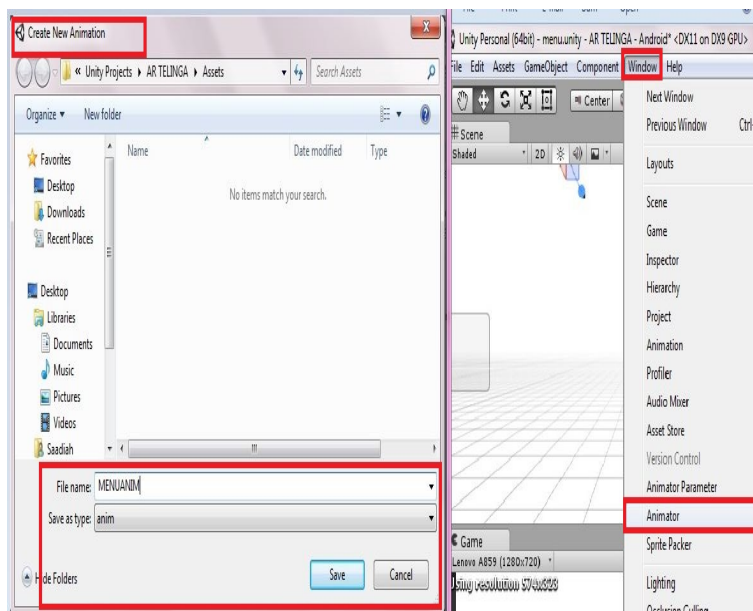 Create New Animation
« Unity Projects ▸ AR TELINGA ▸ Assets
Search Assets
Organize ▾ New folder
Favorites
Desktop
Downloads
Recent Places
Desktop
Libraries
Documents
Music
Pictures
Videos
Saadiah
Name Date modified Type
No items match your search.
File name: MENUANIM
Save as type: anim
Hide Folders Save Cancel
Unity Personal (64bit) - menu.unity - AR TELINGA - Android* <DX11 on DX9 GPU>
File Edit Assets GameObject Component Window Help
Center
Scene
Shaded 2D
Next Window
Previous Window Ctrl-
Layouts
Scene
Game
Inspector
Hierarchy
Project
Animation
Profiler
Audio Mixer
Asset Store
Version Control
Animator Parameter
Animator
Sprite Packer
Lighting
Occlusion Culling
Game
Lenovo A859 (1280x720)
Using resolution 574x323